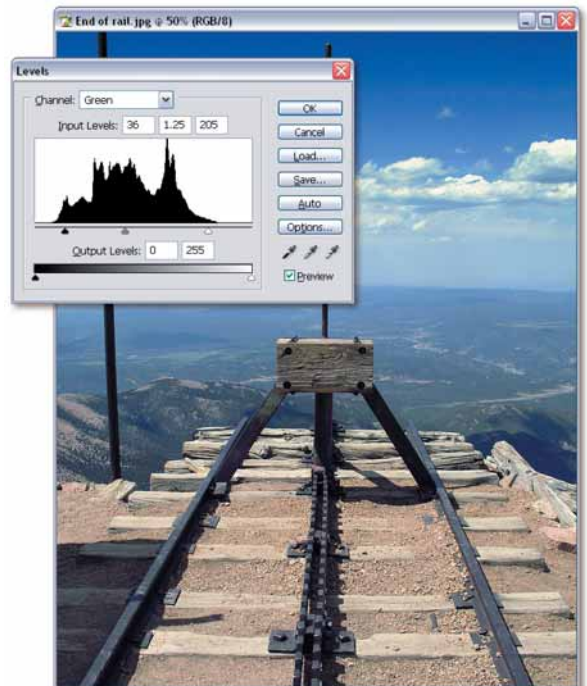 End of rail.jpg @ 50% (RGB/8)
Levels
Channel: Green
Input Levels: 36 1.25 205
Output Levels: 0 255
OK
Cancel
Load...
Save...
Auto
Options...
Preview